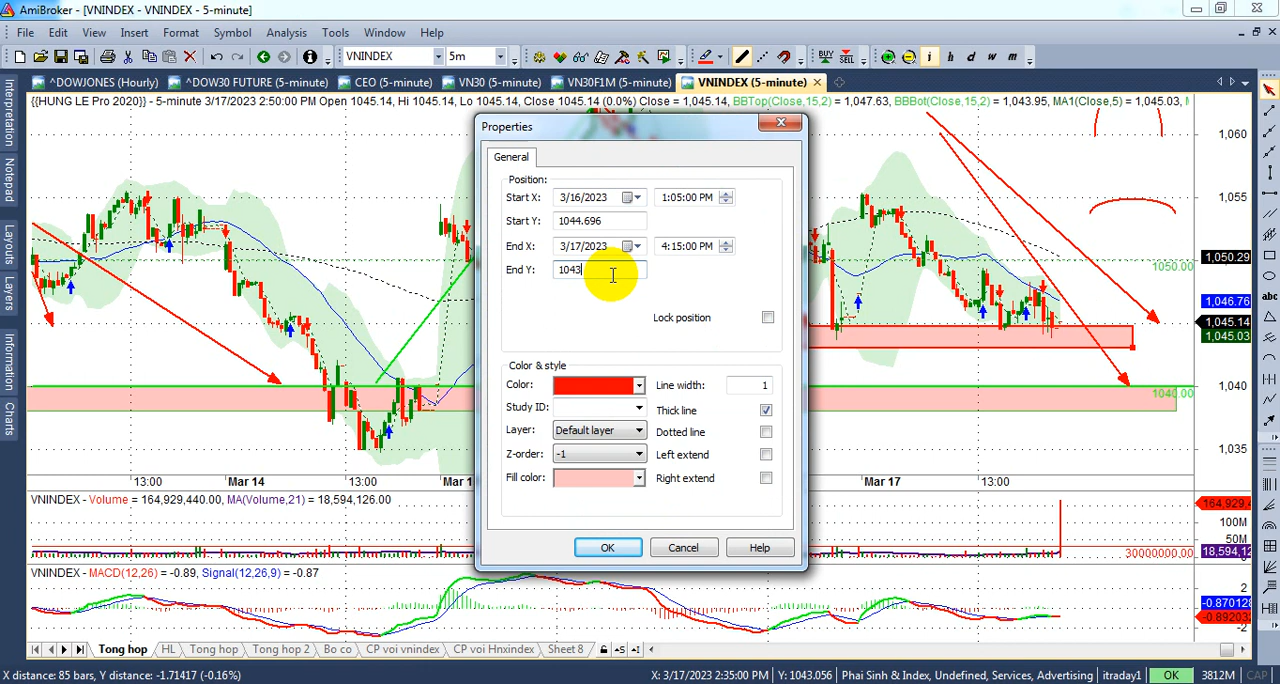 AmiBroker - [VNINDEX - VNINDEX - 5-minute]
File Edit View Insert Format Symbol Analysis Tools Window Help
VNINDEX 5m BUY SELL i h d w m
^DOWJONES (Hourly) ^DOW30 FUTURE (5-minute) CEO (5-minute) VN30 (5-minute) VN30F1M (5-minute) VNINDEX (5-minute)
{{HUNG LE Pro 2020}} - 5-minute 3/17/2023 2:50:00 PM Open 1045.14, Hi 1045.14, Lo 1045.14, Close 1045.14 (0.0%) Close = 1,045.14, BBTop(Close,15,2) = 1,047.63, BBBot(Close,15,2) = 1,043.95, MA1(Close,5) = 1,045.03,
Interpretation
Notepad
Layouts
Layers
Information
Charts
1,060
1,055
1,050.29
1050.00
1,046.76
1,045.14
1,045.03
1,040
1040.00
1,035
abc
Properties
General
Position:
Start X: 3/16/2023 1:05:00 PM
Start Y: 1044.696
End X: 3/17/2023 4:15:00 PM
End Y: 1043
Lock position
Color & style
Color: Line width: 1
Study ID: Thick line
Layer: Default layer Dotted line
Z-order: -1 Left extend
Fill color: Right extend
OK Cancel Help
13:00 Mar 14 13:00 Mar 1 Mar 17 13:00
VNINDEX - Volume = 164,929,440.00, MA(Volume,21) = 18,594,126.00
164,929,
100M
50M
30000000.00
18,594,12
VNINDEX - MACD(12,26) = -0.89, Signal(12,26,9) = -0.87
2
-0.870128
-0.892032
-2
Tong hop HL Tong hop Tong hop 2 Bo co CP voi vnindex CP voi Hnxindex Sheet 8
X distance: 85 bars, Y distance: -1.71417 (-0.16%) X: 3/17/2023 2:35:00 PM Y: 1043.056 Phai Sinh & Index, Undefined, Services, Advertising itraday1 OK 3812M CAP